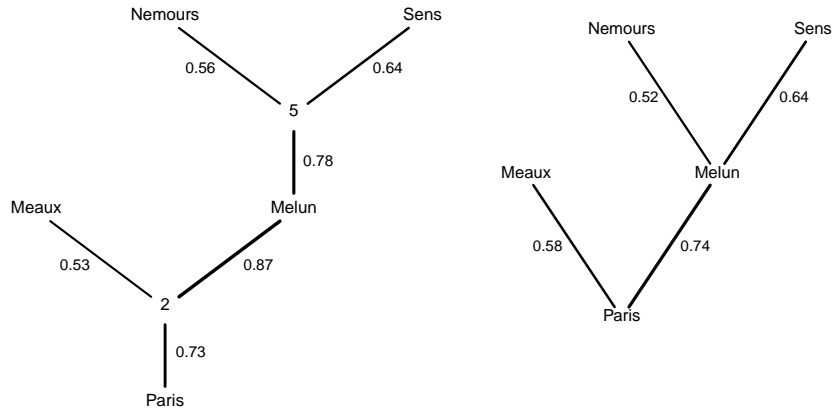 Nemours
Sens
0.56
0.64
5
0.78
Meaux
Melun
0.53
0.87
2
0.73
Paris
Nemours
Sens
0.52
0.64
Meaux
Melun
0.58
0.74
Paris